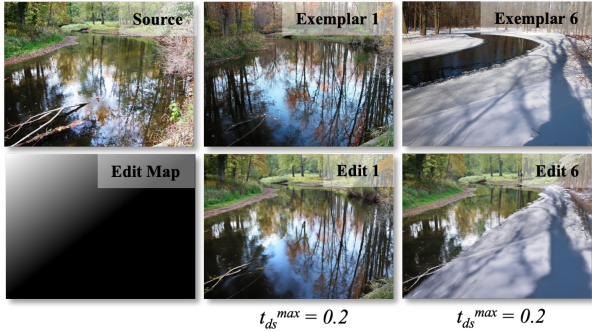 Source
Exemplar 1
Exemplar 6
Edit Map
Edit 1
Edit 6
t_ds^max = 0.2
t_ds^max = 0.2